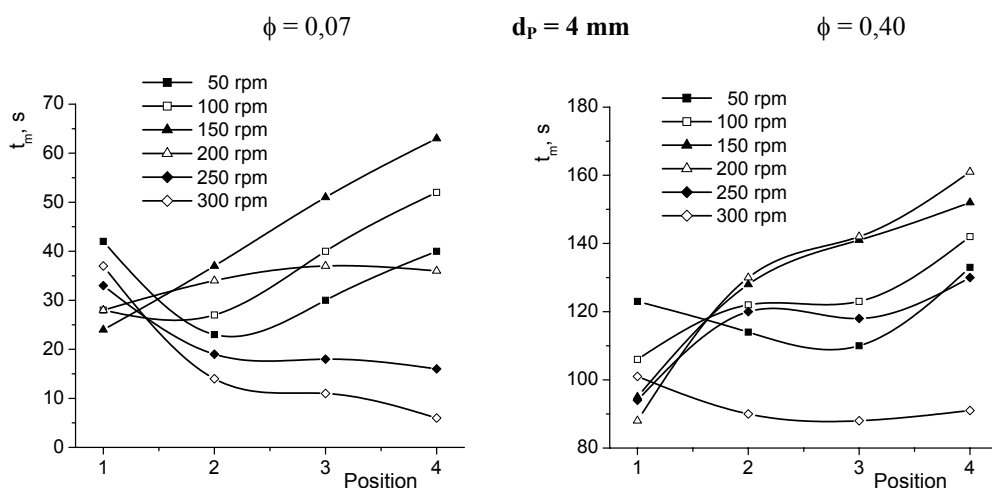 ϕ = 0,07
d_P = 4 mm
ϕ = 0,40
50 rpm
100 rpm
150 rpm
200 rpm
250 rpm
300 rpm
t_m, s
70
60
50
40
30
20
10
0
1 2 3 4
Position
50 rpm
100 rpm
150 rpm
200 rpm
250 rpm
300 rpm
t_m, s
180
160
140
120
100
80
1 2 3 4
Position